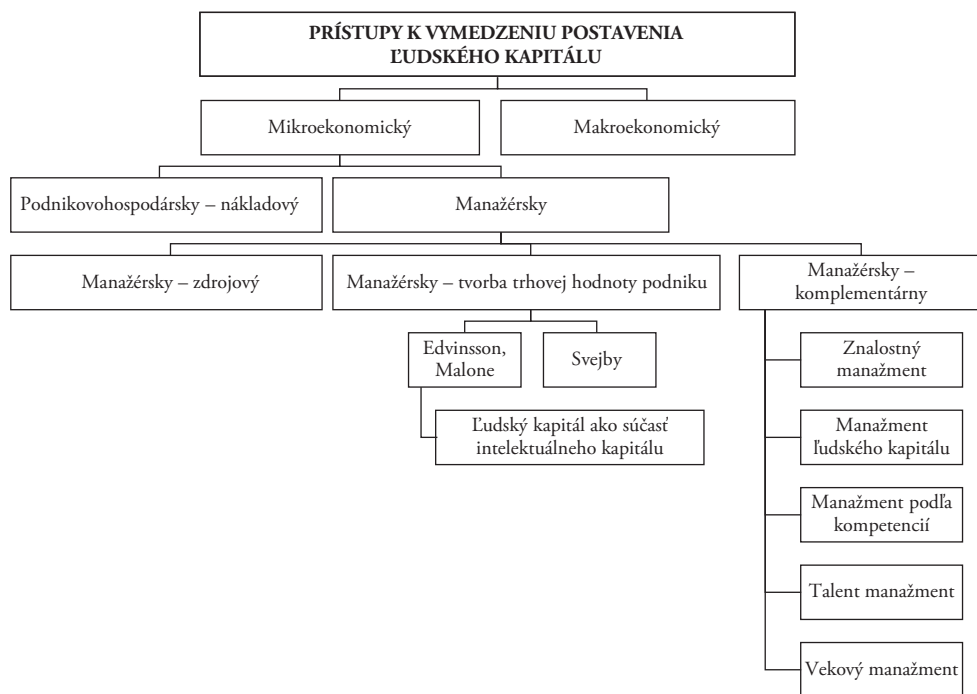 PRÍSTUPY K VYMEDZENIU POSTAVENIA
ĽUDSKÉHO KAPITÁLU
Mikroekonomický
Makroekonomický
Podnikovohospodársky – nákladový
Manažérsky
Manažérsky – zdrojový
Manažérsky – tvorba trhovej hodnoty podniku
Manažérsky –
komplementárny
Edvinsson,
Malone
Svejby
Ľudský kapitál ako súčasť
intelektuálneho kapitálu
Znalostný
manažment
Manažment
ľudského kapitálu
Manažment podľa
kompetencií
Talent manažment
Vekový manažment